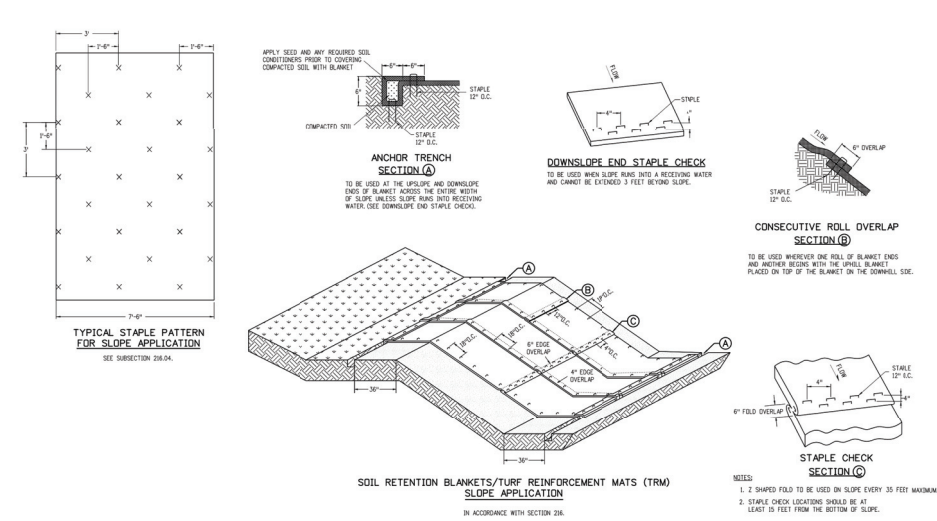 3'
1'-6"
1'-6"
1'-6"
3'
7'-6"
TYPICAL STAPLE PATTERN
FOR SLOPE APPLICATION
SEE SUBSECTION 216.04.
APPLY SEED AND ANY REQUIRED SOIL
CONDITIONERS PRIOR TO COVERING
COMPACTED SOIL WITH BLANKET
6"
6"
6"
STAPLE
12" O.C.
COMPACTED SOIL
STAPLE
12" O.C.
ANCHOR TRENCH
SECTION A
TO BE USED AT THE UPSLOPE AND DOWNSLOPE
ENDS OF BLANKET ACROSS THE ENTIRE WIDTH
OF SLOPE UNLESS SLOPE RUNS INTO RECEIVING
WATER. (SEE DOWNSLOPE END STAPLE CHECK).
FLOW
STAPLE
4"
DOWNSLOPE END STAPLE CHECK
TO BE USED WHEN SLOPE RUNS INTO A RECEIVING WATER
AND CANNOT BE EXTENDED 3 FEET BEYOND SLOPE.
FLOW
6" OVERLAP
STAPLE
12" O.C.
CONSECUTIVE ROLL OVERLAP
SECTION B
TO BE USED WHEREVER ONE ROLL OF BLANKET ENDS
AND ANOTHER BEGINS WITH THE UPHILL BLANKET
PLACED ON TOP OF THE BLANKET ON THE DOWNHILL SIDE.
A
B
C
A
12"O.C.
18"O.C.
18"O.C.
4"O.C.
6" EDGE
OVERLAP
4" EDGE
OVERLAP
36"
36"
SOIL RETENTION BLANKETS/TURF REINFORCEMENT MATS (TRM)
SLOPE APPLICATION
IN ACCORDANCE WITH SECTION 216.
FLOW
4"
STAPLE
12" O.C.
4"
6" FOLD OVERLAP
STAPLE CHECK
SECTION C
NOTES:
1. Z SHAPED FOLD TO BE USED ON SLOPE EVERY 35 FEET MAXIMUM
2. STAPLE CHECK LOCATIONS SHOULD BE AT
LEAST 15 FEET FROM THE BOTTOM OF SLOPE.